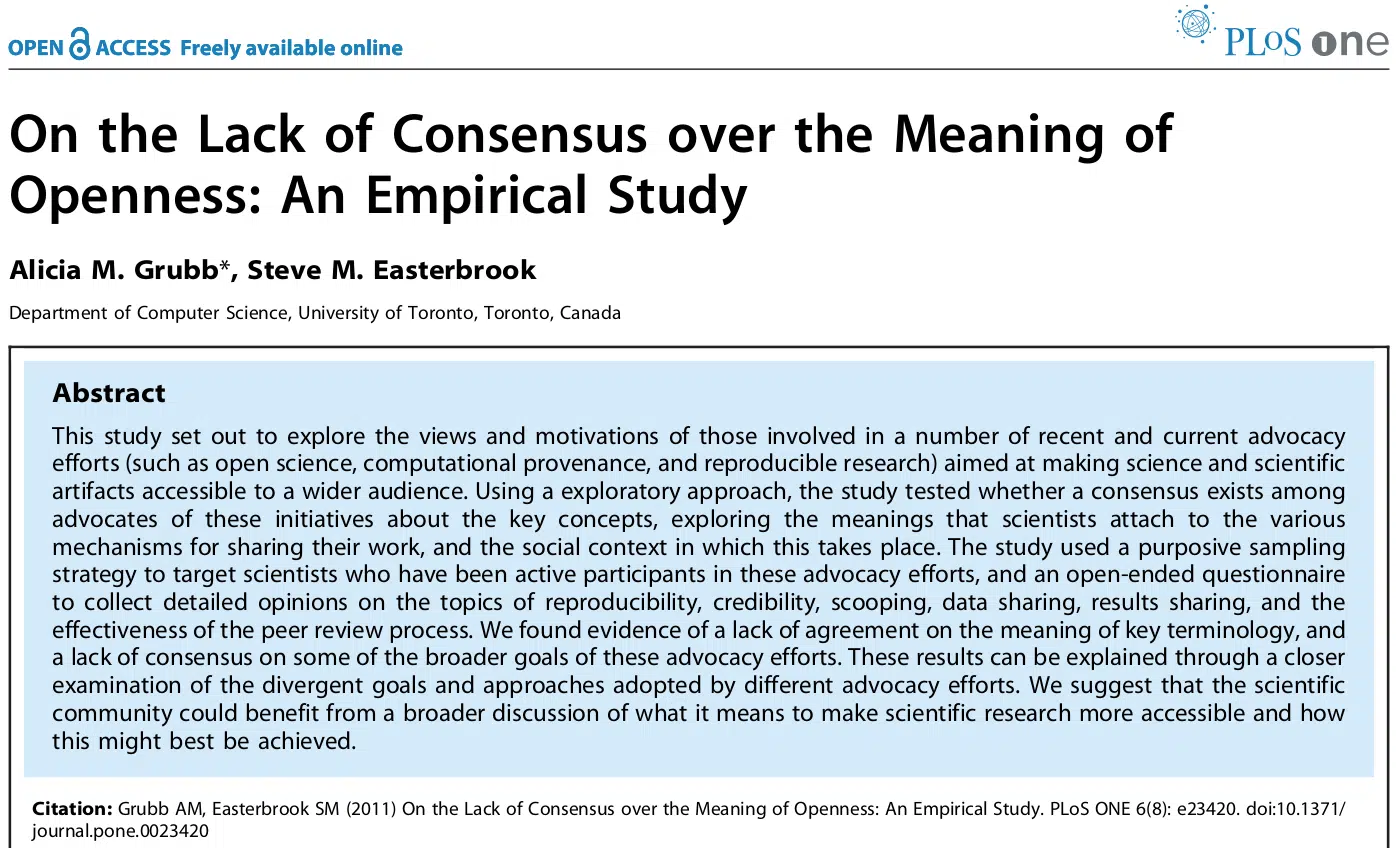 OPEN ACCESS Freely available online
PLoS one
On the Lack of Consensus over the Meaning of
Openness: An Empirical Study
Alicia M. Grubb*, Steve M. Easterbrook
Department of Computer Science, University of Toronto, Toronto, Canada
Abstract
This study set out to explore the views and motivations of those involved in a number of recent and current advocacy
efforts (such as open science, computational provenance, and reproducible research) aimed at making science and scientific
artifacts accessible to a wider audience. Using a exploratory approach, the study tested whether a consensus exists among
advocates of these initiatives about the key concepts, exploring the meanings that scientists attach to the various
mechanisms for sharing their work, and the social context in which this takes place. The study used a purposive sampling
strategy to target scientists who have been active participants in these advocacy efforts, and an open-ended questionnaire
to collect detailed opinions on the topics of reproducibility, credibility, scooping, data sharing, results sharing, and the
effectiveness of the peer review process. We found evidence of a lack of agreement on the meaning of key terminology, and
a lack of consensus on some of the broader goals of these advocacy efforts. These results can be explained through a closer
examination of the divergent goals and approaches adopted by different advocacy efforts. We suggest that the scientific
community could benefit from a broader discussion of what it means to make scientific research more accessible and how
this might best be achieved.
Citation: Grubb AM, Easterbrook SM (2011) On the Lack of Consensus over the Meaning of Openness: An Empirical Study. PLoS ONE 6(8): e23420. doi:10.1371/
journal.pone.0023420